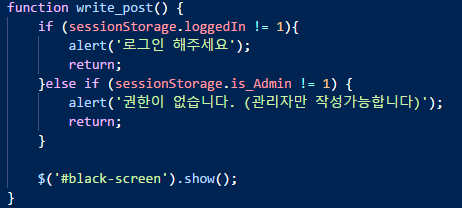 function write_post() {
    if (sessionStorage.loggedIn != 1){
        alert('로그인 해주세요');
        return;
    }else if (sessionStorage.is_Admin != 1) {
        alert('권한이 없습니다. (관리자만 작성가능합니다)');
        return;
    }

    $('#black-screen').show();
}